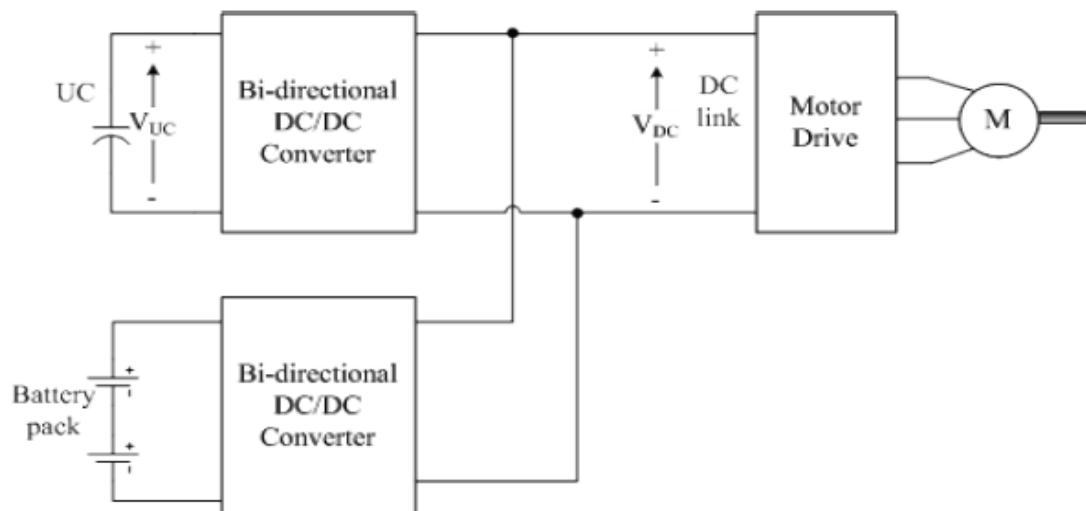 UC
+
V_UC
-
Bi-directional
DC/DC
Converter
+
V_DC
-
DC
link
Motor
Drive
M
Battery
pack
+
-
+
-
Bi-directional
DC/DC
Converter